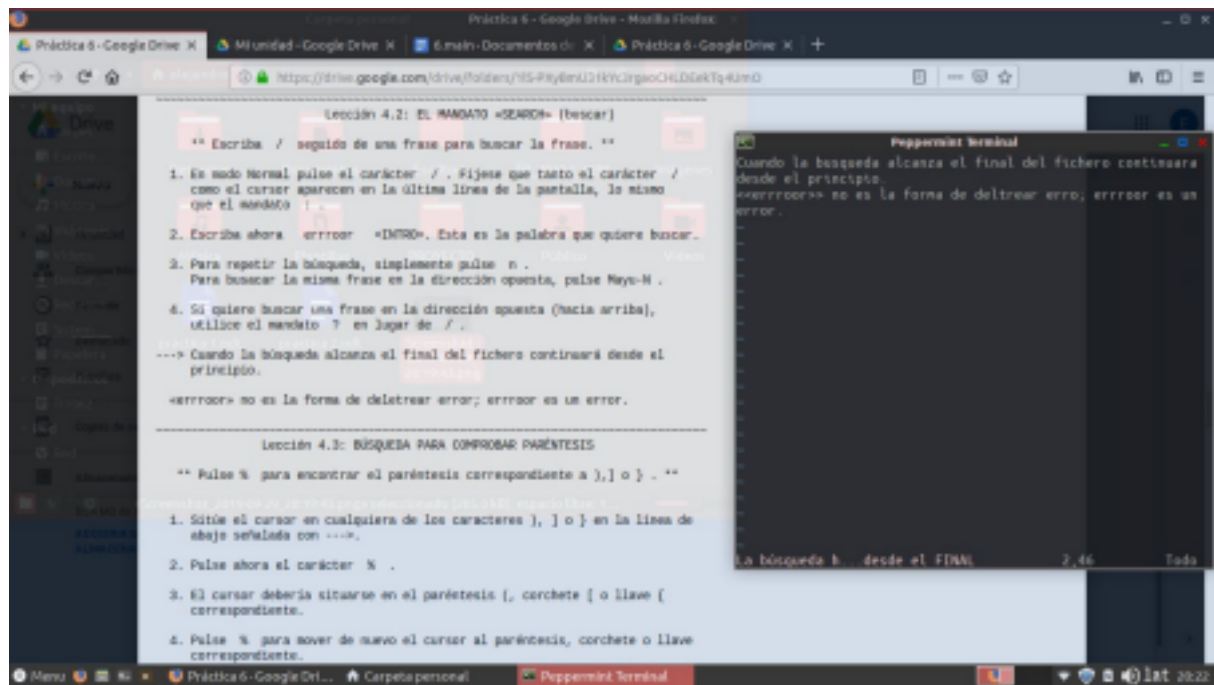 Carpeta personal
Práctica 6 - Google Drive - Mozilla Firefox
Práctica 6 - Google Drive
Mi unidad - Google Drive
6.main - Documentos de
Práctica 6 - Google Drive
Drive
Lección 4.2: EL MANDATO «SEARCH» (buscar)
** Escriba / seguido de una frase para buscar la frase. **
1. En modo Normal pulse el carácter / . Fíjese que tanto el carácter /
como el cursor aparecen en la última línea de la pantalla, lo mismo
que el mandato : .
2. Escriba ahora errroor «INTRO». Esta es la palabra que quiere buscar.
3. Para repetir la búsqueda, simplemente pulse n .
Para busacar la misma frase en la dirección opuesta, pulse Mayu-N .
4. Si quiere buscar una frase en la dirección opuesta (hacia arriba),
utilice el mandato ? en lugar de / .
---> Cuando la búsqueda alcanza el final del fichero continuará desde el
principio.
«errroor» no es la forma de deletrear error; errroor es un error.
Lección 4.3: BÚSQUEDA PARA COMPROBAR PARÉNTESIS
** Pulse % para encontrar el paréntesis correspondiente a ),] o } . **
1. Sitúe el cursor en cualquiera de los caracteres ), ] o } en la línea de
abajo señalada con --->.
2. Pulse ahora el carácter % .
3. El cursor debería situarse en el paréntesis (, corchete [ o llave {
correspondiente.
4. Pulse % para mover de nuevo el cursor al paréntesis, corchete o llave
correspondiente.
Peppermint Terminal
Cuando la busqueda alcanza el final del fichero continuara
desde el principio.
<<errroor>> no es la forma de deltrear erro; errroor es un
error.
La búsqueda h...desde el FINAL 2,46 Todo
Menu
Práctica 6 - Google Dri...
Carpeta personal
Peppermint Terminal
lat 20:22